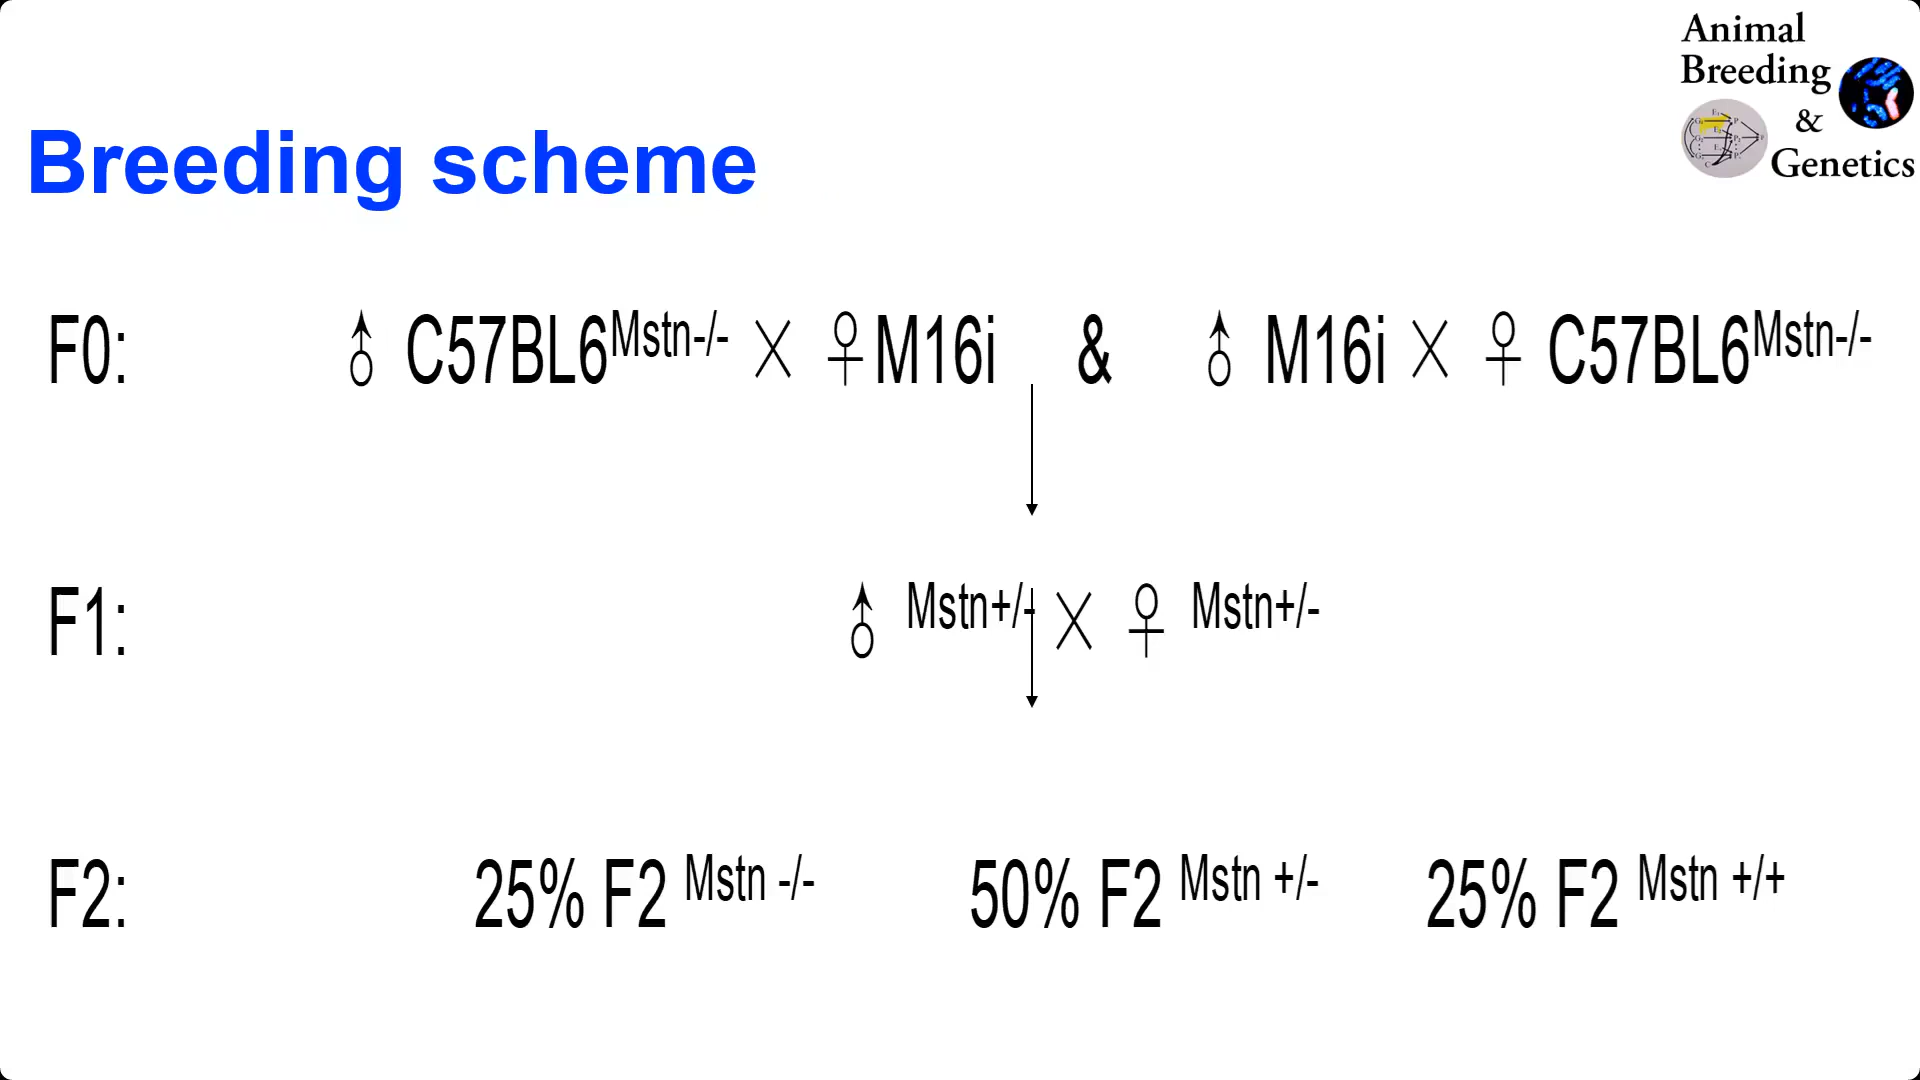 Animal
Breeding
&
Genetics
Breeding scheme
F0: ♂ C57BL6Mstn-/- ╳ ♀M16i & ♂ M16i ╳ ♀ C57BL6Mstn-/-
F1: ♂ Mstn+/- ╳ ♀ Mstn+/-
F2: 25% F2 Mstn -/- 50% F2 Mstn +/- 25% F2 Mstn +/+